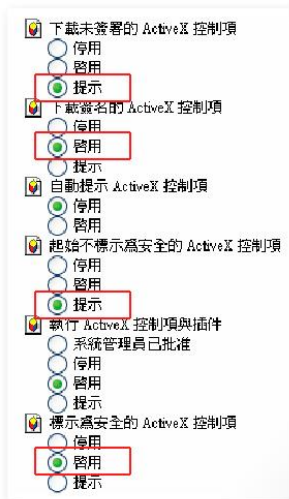 下載未簽署的 ActiveX 控制項
停用
啓用
提示
下載簽名的 ActiveX 控制項
停用
啓用
提示
自動提示 ActiveX 控制項
停用
啓用
起始不標示爲安全的 ActiveX 控制項
停用
啓用
提示
執行 ActiveX 控制項與插件
系統管理員已批准
停用
啓用
提示
標示爲安全的 ActiveX 控制項
停用
啓用
提示